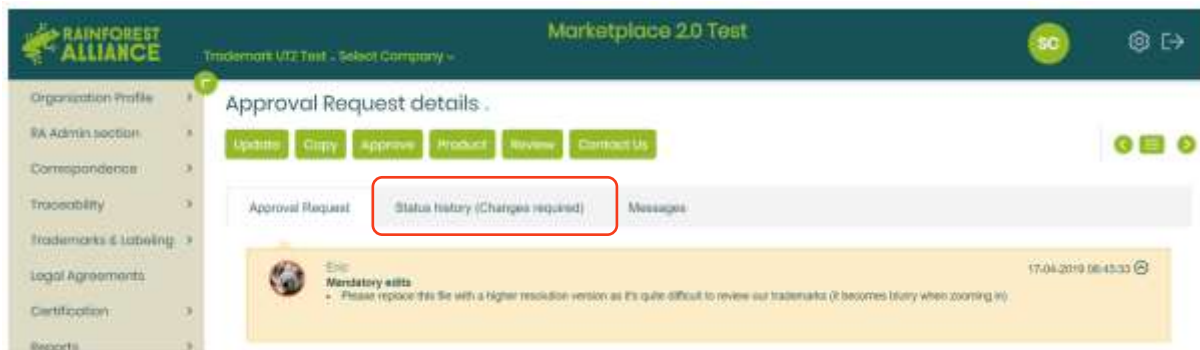 RAINFOREST
ALLIANCE
Marketplace 2.0 Test
Trademark UT2 Test - Select Company
SC
Organization Profile
RA Admin section
Correspondence
Traceability
Trademarks & Labeling
Legal Agreements
Certification
Reports
Approval Request details .
Update Copy Approve Product Review Contact Us
Approval Request Status history (Changes required) Messages
Eric
17-04-2019 08:43:33
Mandatory edits
• Please replace this file with a higher resolution version as it's quite difficult to review our trademarks (it becomes blurry when zooming in)